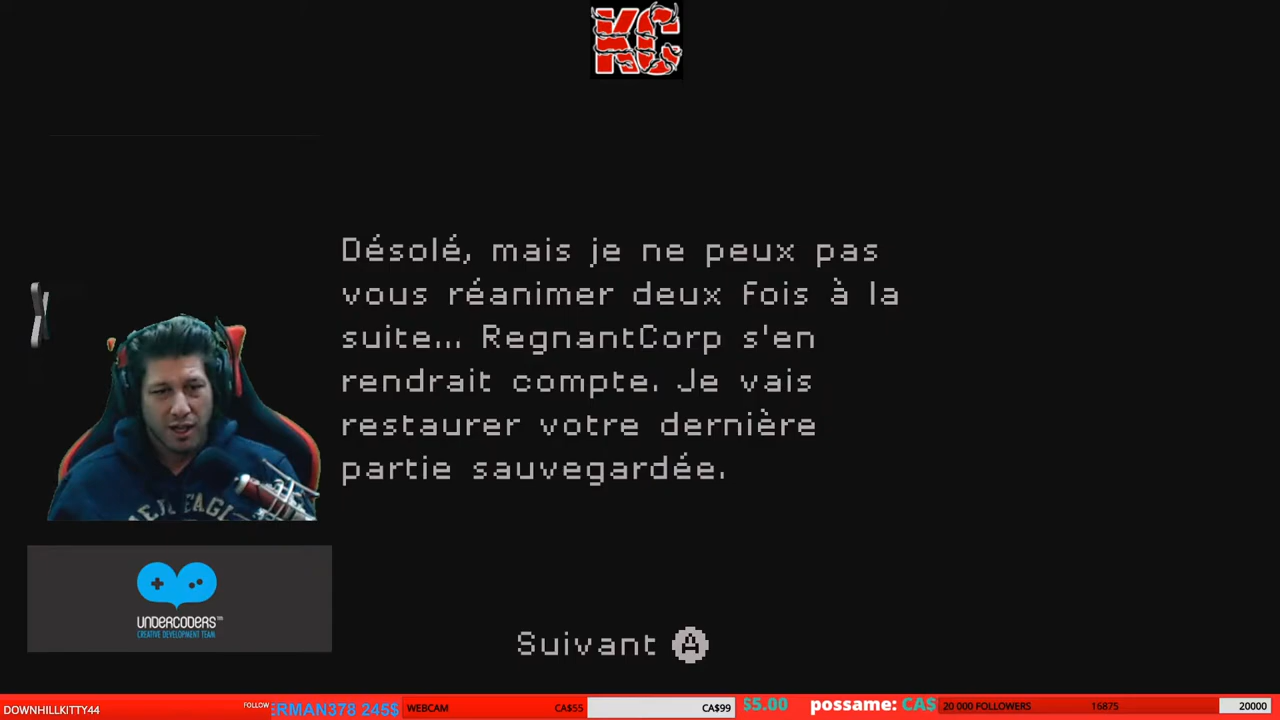 KC
Désolé, mais je ne peux pas
vous réanimer deux fois à la
suite... RegnantCorp s'en
rendrait compte. Je vais
restaurer votre dernière
partie sauvegardée.
UNDERCODERS
CREATIVE DEVELOPMENT TEAM
Suivant A
DOWNHILLKITTY44
FOLLOW
ERMAN378 245$
WEBCAM CA$55 CA$99
$5.00
possame: CA$
20 000 FOLLOWERS 16875 20000